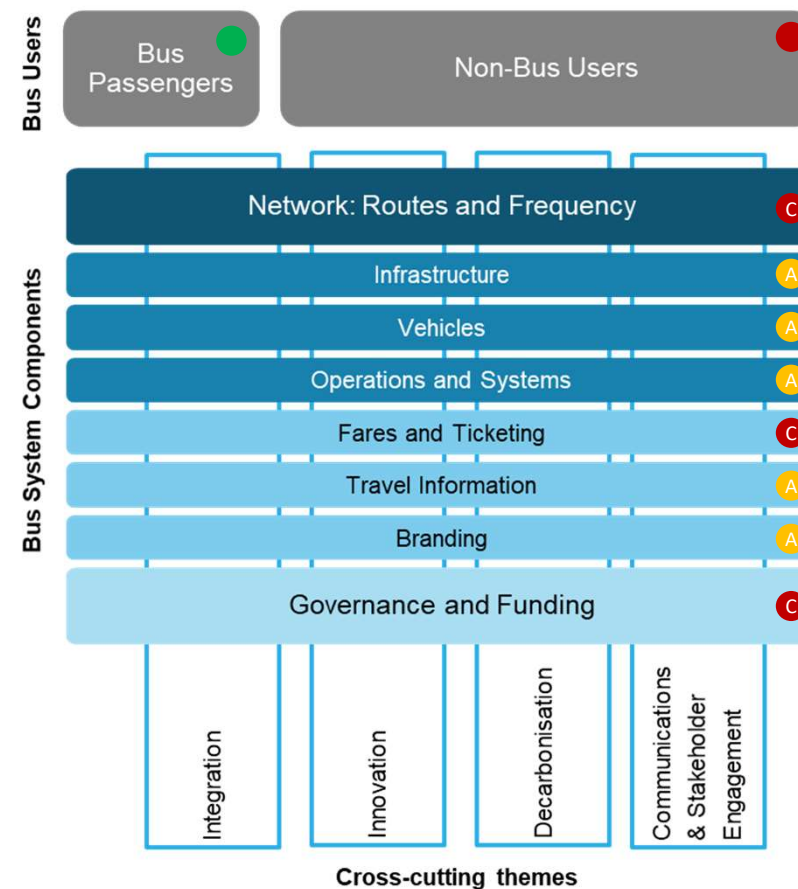 Bus Users
Bus
Passengers
Non-Bus Users
Bus System Components
Network: Routes and Frequency
C
Infrastructure
A
Vehicles
A
Operations and Systems
A
Fares and Ticketing
C
Travel Information
A
Branding
A
Governance and Funding
C
Integration
Innovation
Decarbonisation
Communications
& Stakeholder
Engagement
Cross-cutting themes